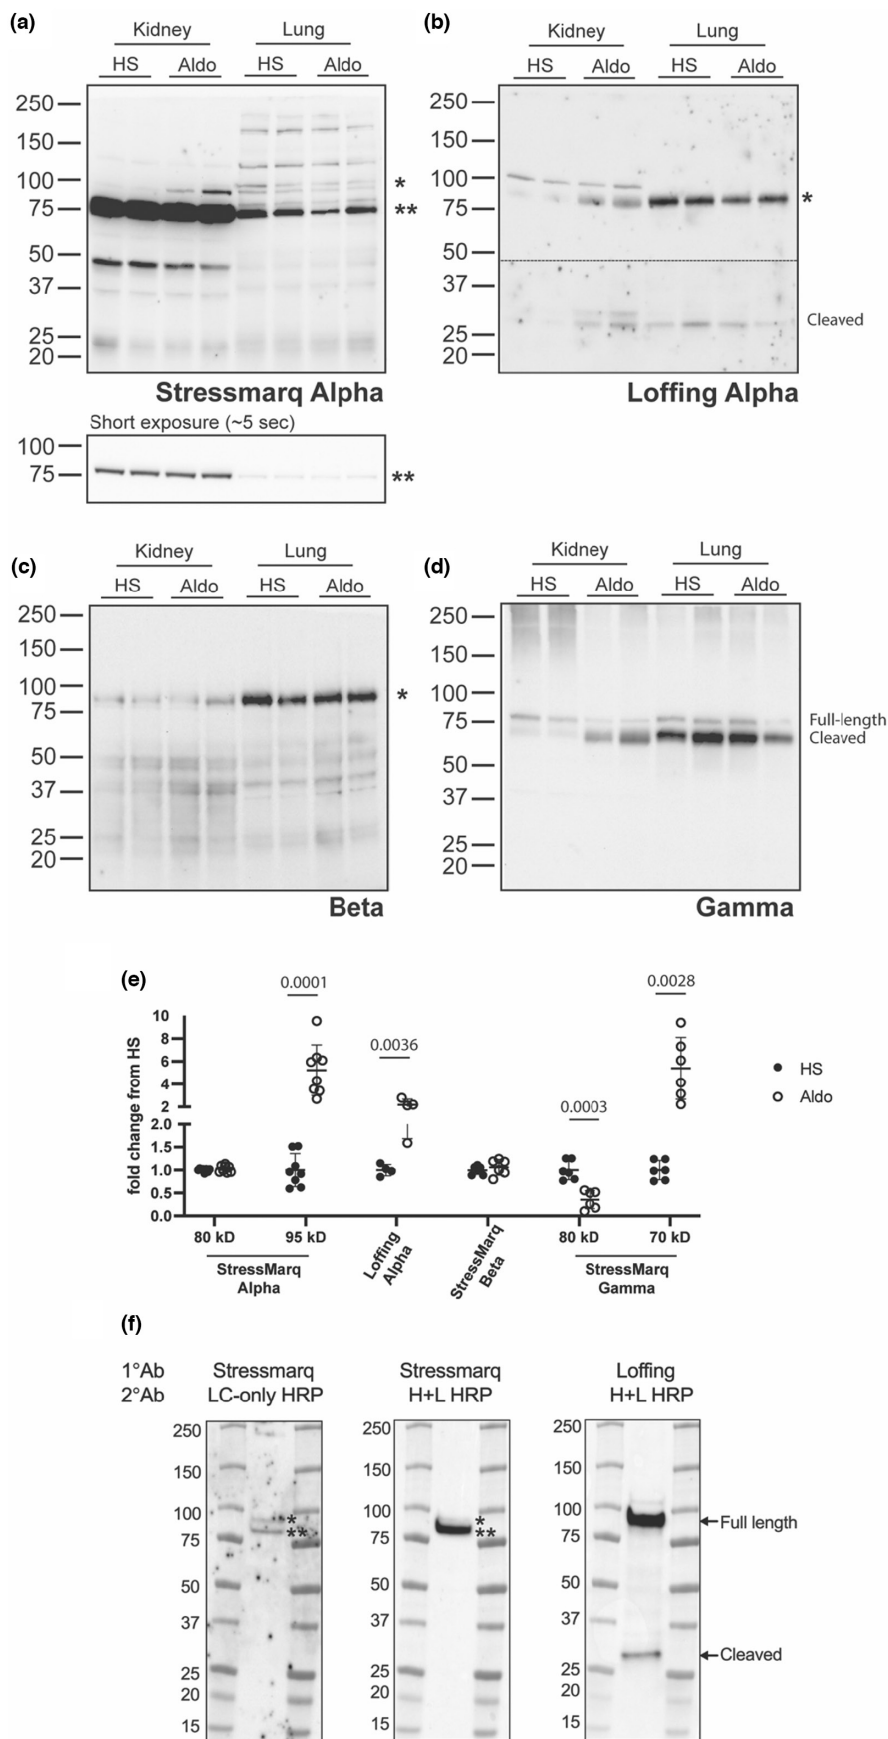 (a)
Kidney Lung
HS Aldo HS Aldo
250
150
100
75
50
37
25
20
*
**
Stressmarq Alpha
Short exposure (~5 sec)
100
75
**
(b)
Kidney Lung
HS Aldo HS Aldo
250
150
100
75
50
37
25
20
*
Cleaved
Loffing Alpha
(c)
Kidney Lung
HS Aldo HS Aldo
250
150
100
75
50
37
25
20
*
Beta
(d)
Kidney Lung
HS Aldo HS Aldo
250
150
100
75
50
37
25
20
Full-length
Cleaved
Gamma
(e)
fold change from HS
10
8
6
4
2
2.0
1.5
1.0
0.5
0.0
0.0001
0.0036
0.0003
0.0028
HS
Aldo
80 kD 95 kD
StressMarq
Alpha
Loffing
Alpha
StressMarq
Beta
80 kD 70 kD
StressMarq
Gamma
(f)
1°Ab Stressmarq Stressmarq Loffing
2°Ab LC-only HRP H+L HRP H+L HRP
250
150
100
75
50
37
25
20
15
*
**
250
150
100
75
50
37
25
20
15
*
**
250
150
100
75
50
37
25
20
15
Full length
Cleaved